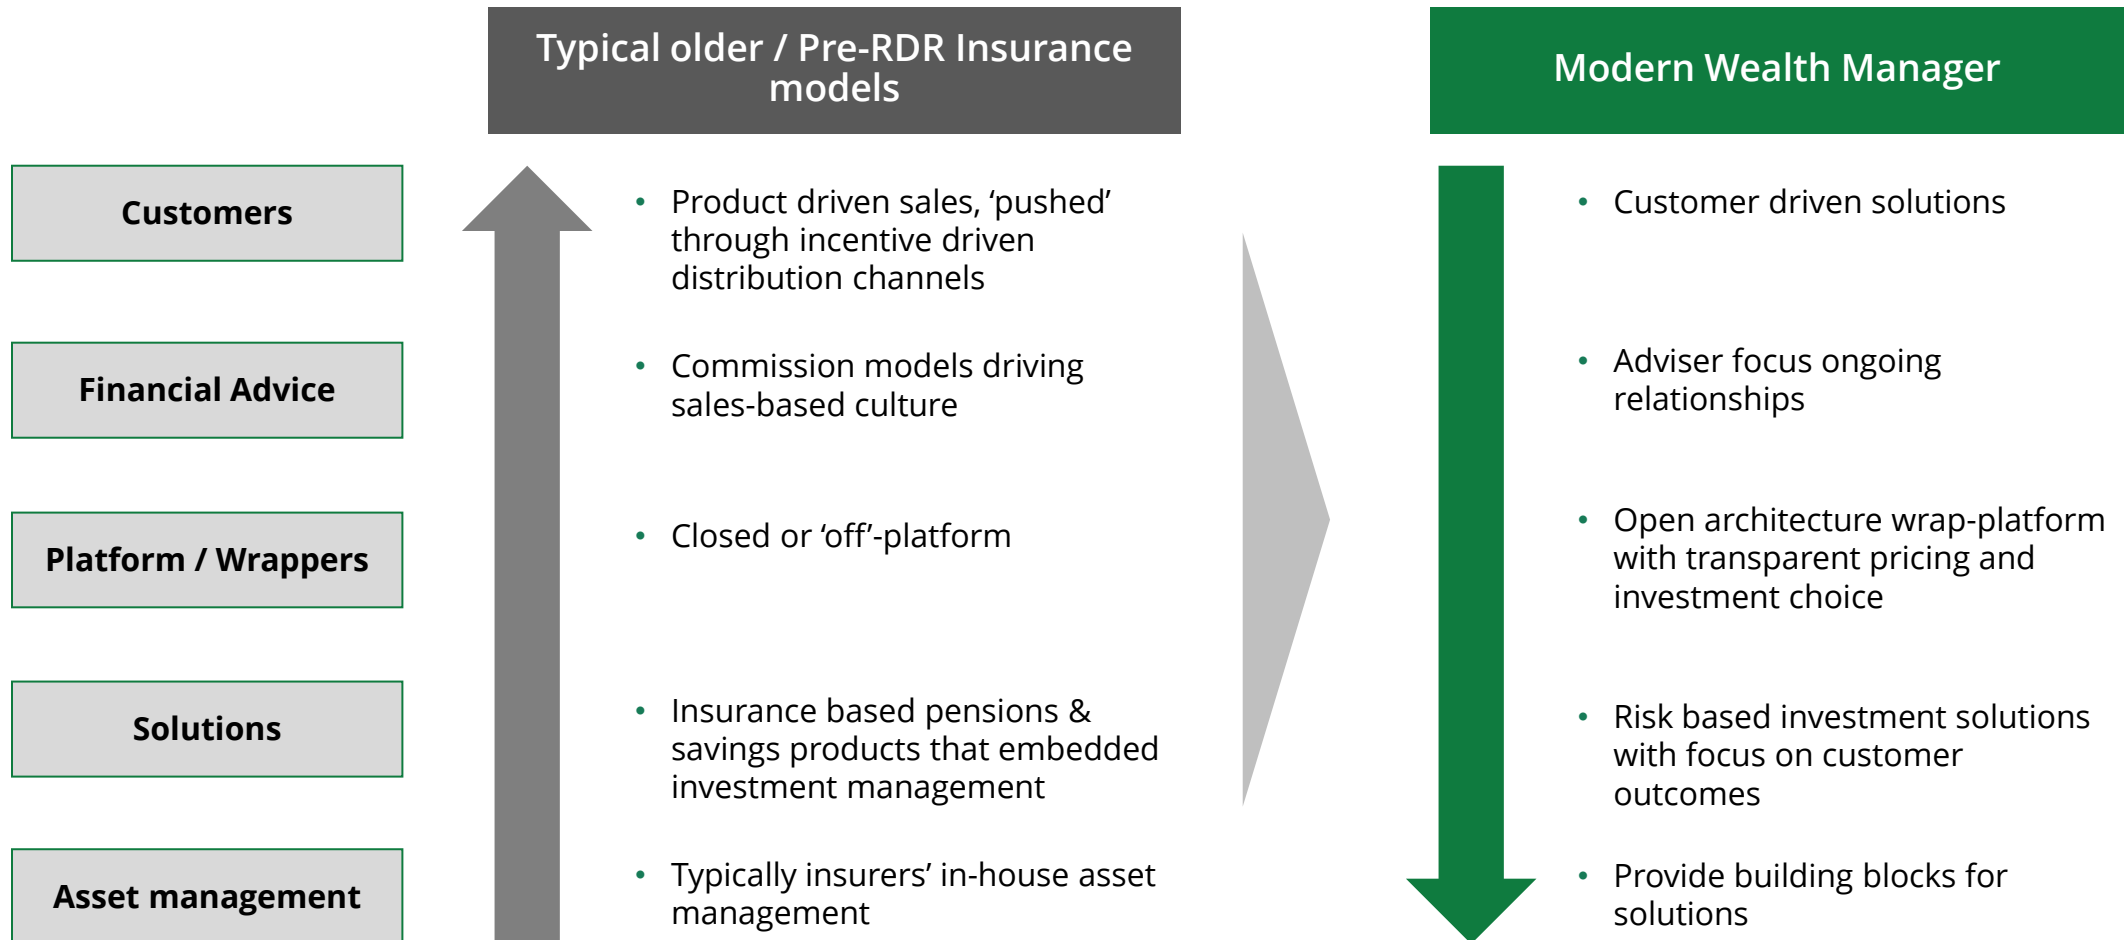 Typical older / Pre-RDR Insurance
models
Modern Wealth Manager
Customers
• Product driven sales, ‘pushed’
through incentive driven
distribution channels
• Customer driven solutions
Financial Advice
• Commission models driving
sales-based culture
• Adviser focus ongoing
relationships
Platform / Wrappers
• Closed or ‘off’-platform
• Open architecture wrap-platform
with transparent pricing and
investment choice
Solutions
• Insurance based pensions &
savings products that embedded
investment management
• Risk based investment solutions
with focus on customer
outcomes
Asset management
• Typically insurers’ in-house asset
management
• Provide building blocks for
solutions